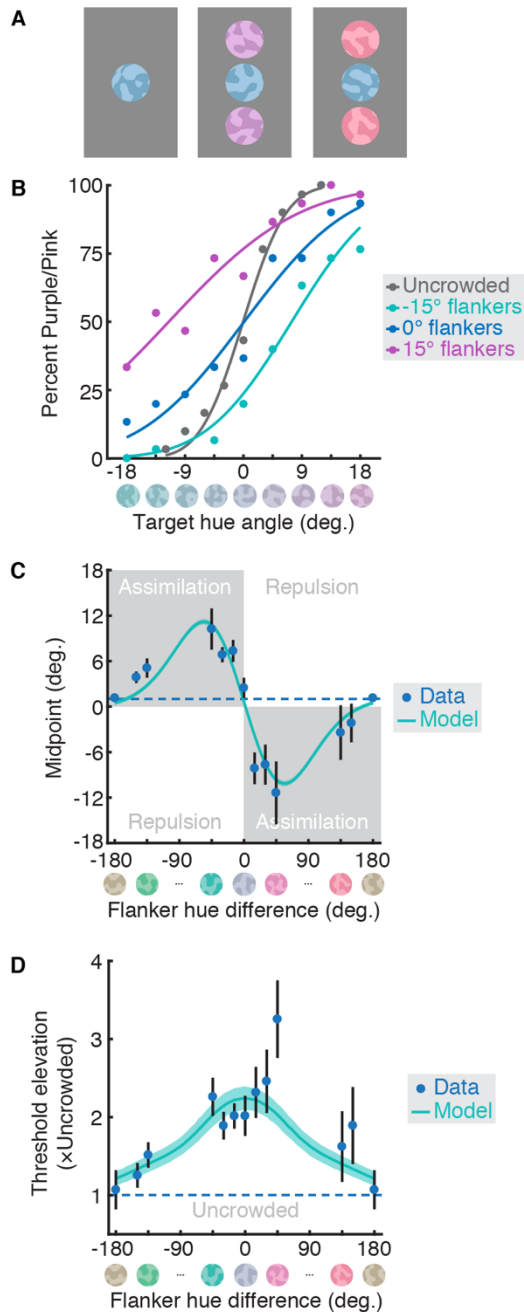 A
B
100
75
50
25
0
Percent Purple/Pink
-18 -9 0 9 18
Target hue angle (deg.)
Uncrowded
-15° flankers
0° flankers
15° flankers
C
18
12
6
0
-6
-12
-18
Midpoint (deg.)
Assimilation
Repulsion
Repulsion
Assimilation
-180 -90 0 90 180
... ...
Flanker hue difference (deg.)
Data
Model
D
4
3
2
1
Threshold elevation
(×Uncrowded)
Uncrowded
-180 -90 0 90 180
... ...
Flanker hue difference (deg.)
Data
Model